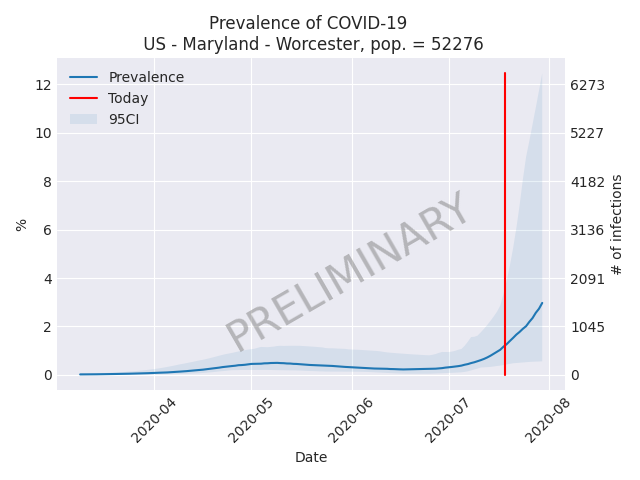 Prevalence of COVID-19
US - Maryland - Worcester, pop. = 52276
Prevalence
Today
95CI
12
10
8
6
4
2
0
%
6273
5227
4182
3136
2091
1045
0
# of infections
PRELIMINARY
2020-04
2020-05
2020-06
2020-07
2020-08
Date